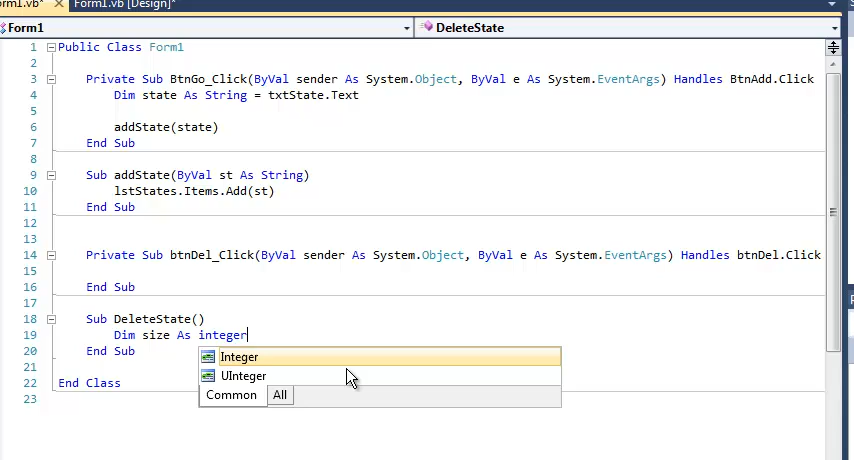 orm1.vb* Form1.vb [Design]*
Form1 DeleteState
1 Public Class Form1
2
3 Private Sub BtnGo_Click(ByVal sender As System.Object, ByVal e As System.EventArgs) Handles BtnAdd.Click
4 Dim state As String = txtState.Text
5
6 addState(state)
7 End Sub
8
9 Sub addState(ByVal st As String)
10 lstStates.Items.Add(st)
11 End Sub
12
13
14 Private Sub btnDel_Click(ByVal sender As System.Object, ByVal e As System.EventArgs) Handles btnDel.Click
15
16 End Sub
17
18 Sub DeleteState()
19 Dim size As integer
20 End Sub
Integer
21
UInteger
22 End Class
Common All
23